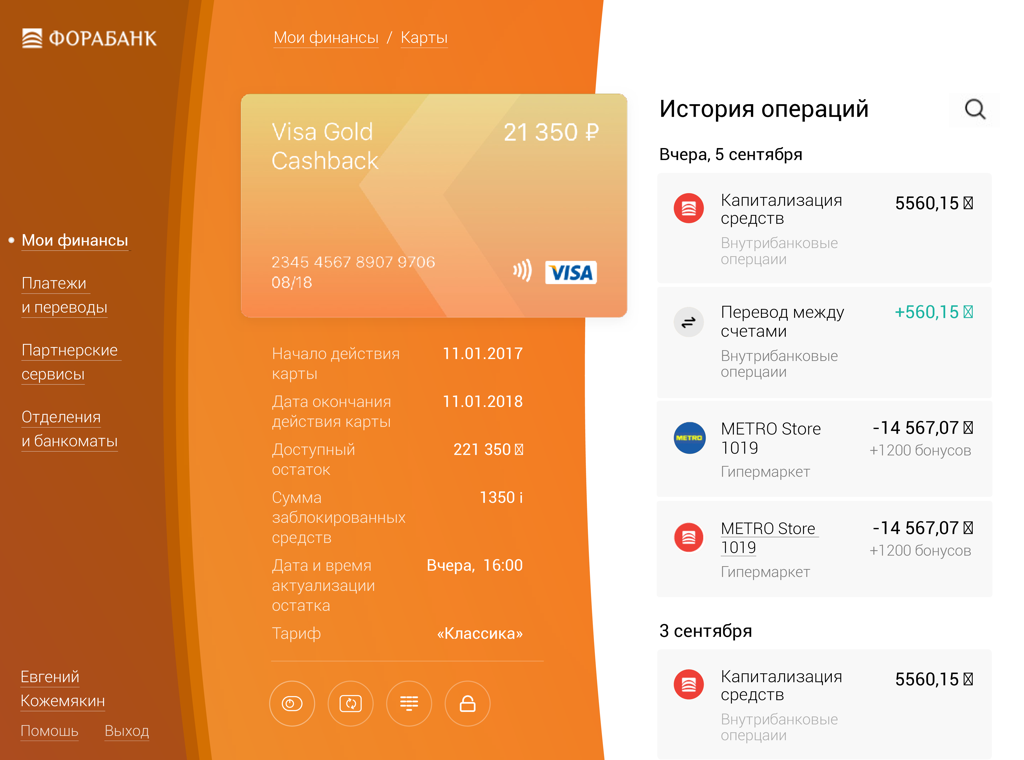 ФОРАБАНК
Мои финансы / Карты
Мои финансы
Платежи
и переводы
Партнерские
сервисы
Отделения
и банкоматы
Евгений
Кожемякин
Помошь Выход
Visa Gold 21 350 ₽
Cashback
2345 4567 8907 9706
08/18
VISA
Начало действия 11.01.2017
карты
Дата окончания 11.01.2018
действия карты
Доступный 221 350
остаток
Сумма 1350 i
заблокированных
средств
Дата и время Вчера, 16:00
актуализации
остатка
Тариф «Классика»
История операций
Вчера, 5 сентября
Капитализация 5560,15
средств
Внутрибанковые
оперцаии
Перевод между +560,15
счетами
Внутрибанковые
оперцаии
METRO
METRO Store -14 567,07
1019 +1200 бонусов
Гипермаркет
METRO Store -14 567,07
1019 +1200 бонусов
Гипермаркет
3 сентября
Капитализация 5560,15
средств
Внутрибанковые
оперцаии